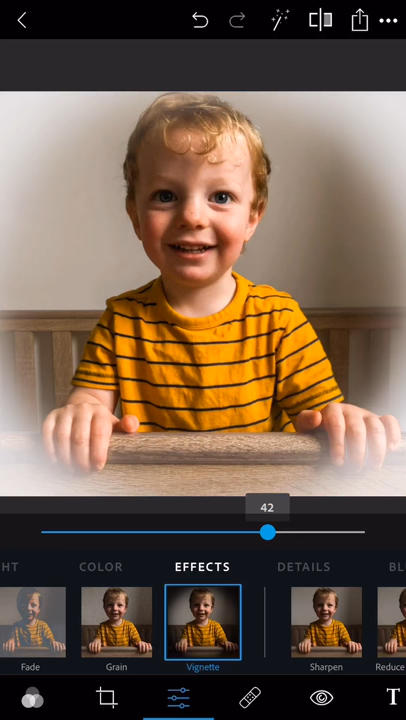 42
HT COLOR EFFECTS DETAILS BL
Fade Grain Vignette Sharpen Reduce
T